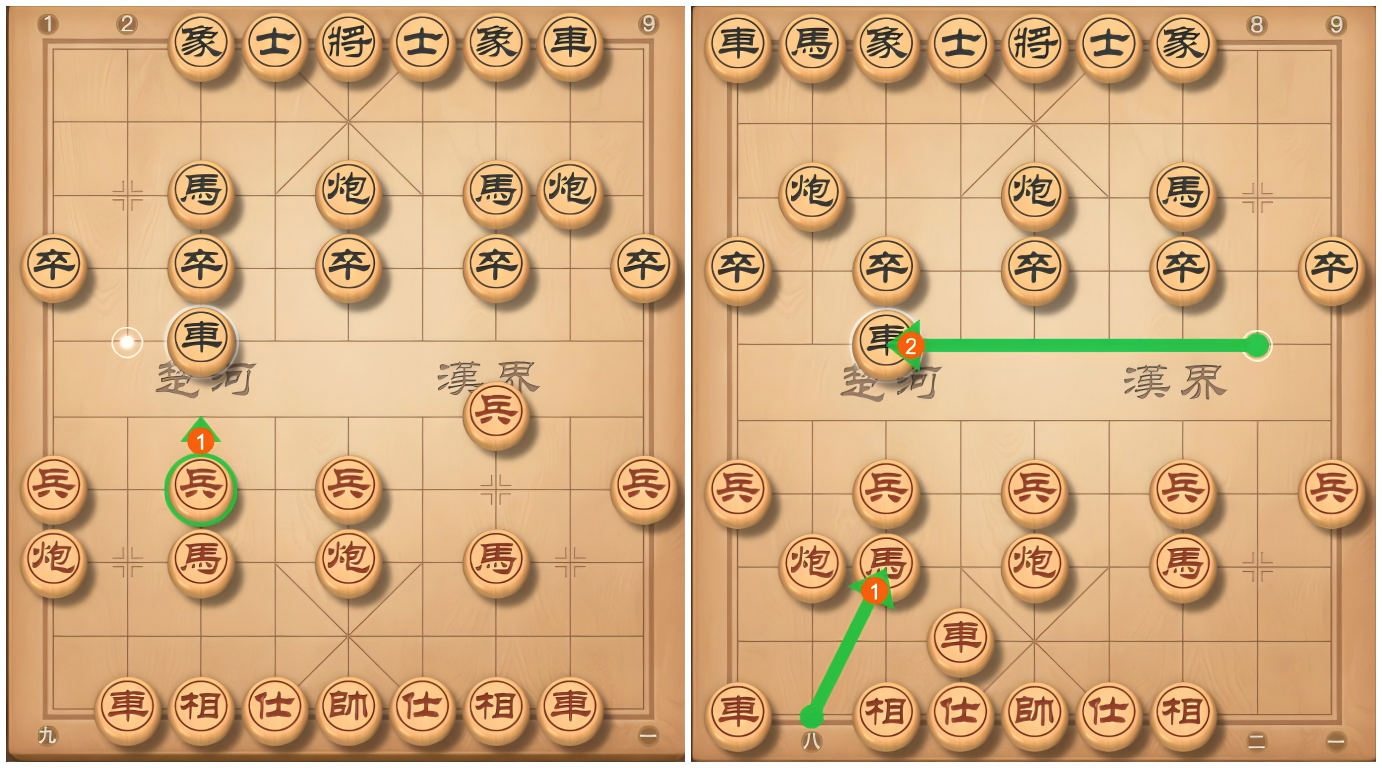 1 2 9
象 士 將 士 象 車
馬 炮 馬 炮
卒 卒 卒 卒 卒
車
楚河 漢界
兵
1
兵 兵 兵 兵
炮 馬 炮 馬
車 相 仕 帥 仕 相 車
九 一
8 9
車 馬 象 士 將 士 象
炮 炮 馬
卒 卒 卒 卒 卒
車 2
楚河 漢界
兵 兵 兵 兵 兵
炮 馬 炮 馬
1
車
車 相 仕 帥 仕 相
八 二 一